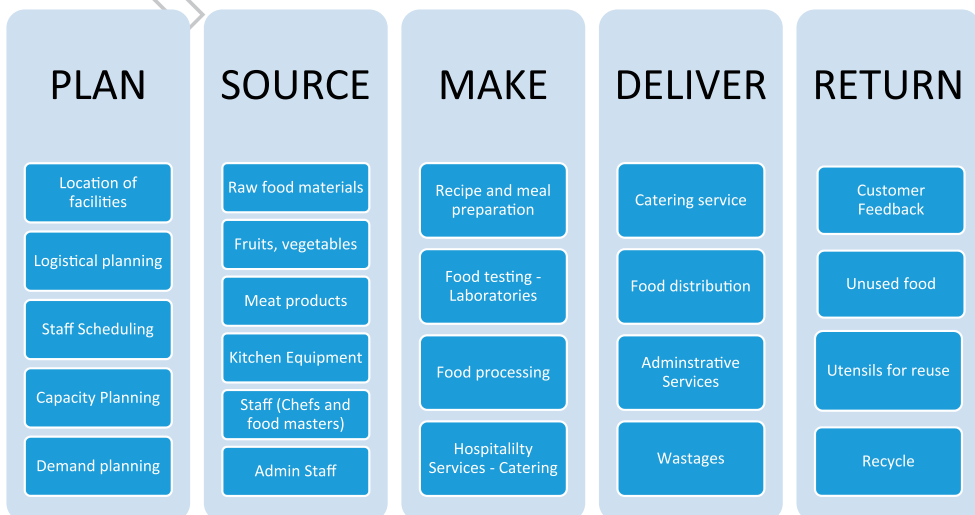 PLAN
Location of
facilities
Logistical planning
Staff Scheduling
Capacity Planning
Demand planning
SOURCE
Raw food materials
Fruits, vegetables
Meat products
Kitchen Equipment
Staff (Chefs and
food masters)
Admin Staff
MAKE
Recipe and meal
preparation
Food testing -
Laboratories
Food processing
Hospitalilty
Services - Catering
DELIVER
Catering service
Food distribution
Adminstrative
Services
Wastages
RETURN
Customer
Feedback
Unused food
Utensils for reuse
Recycle